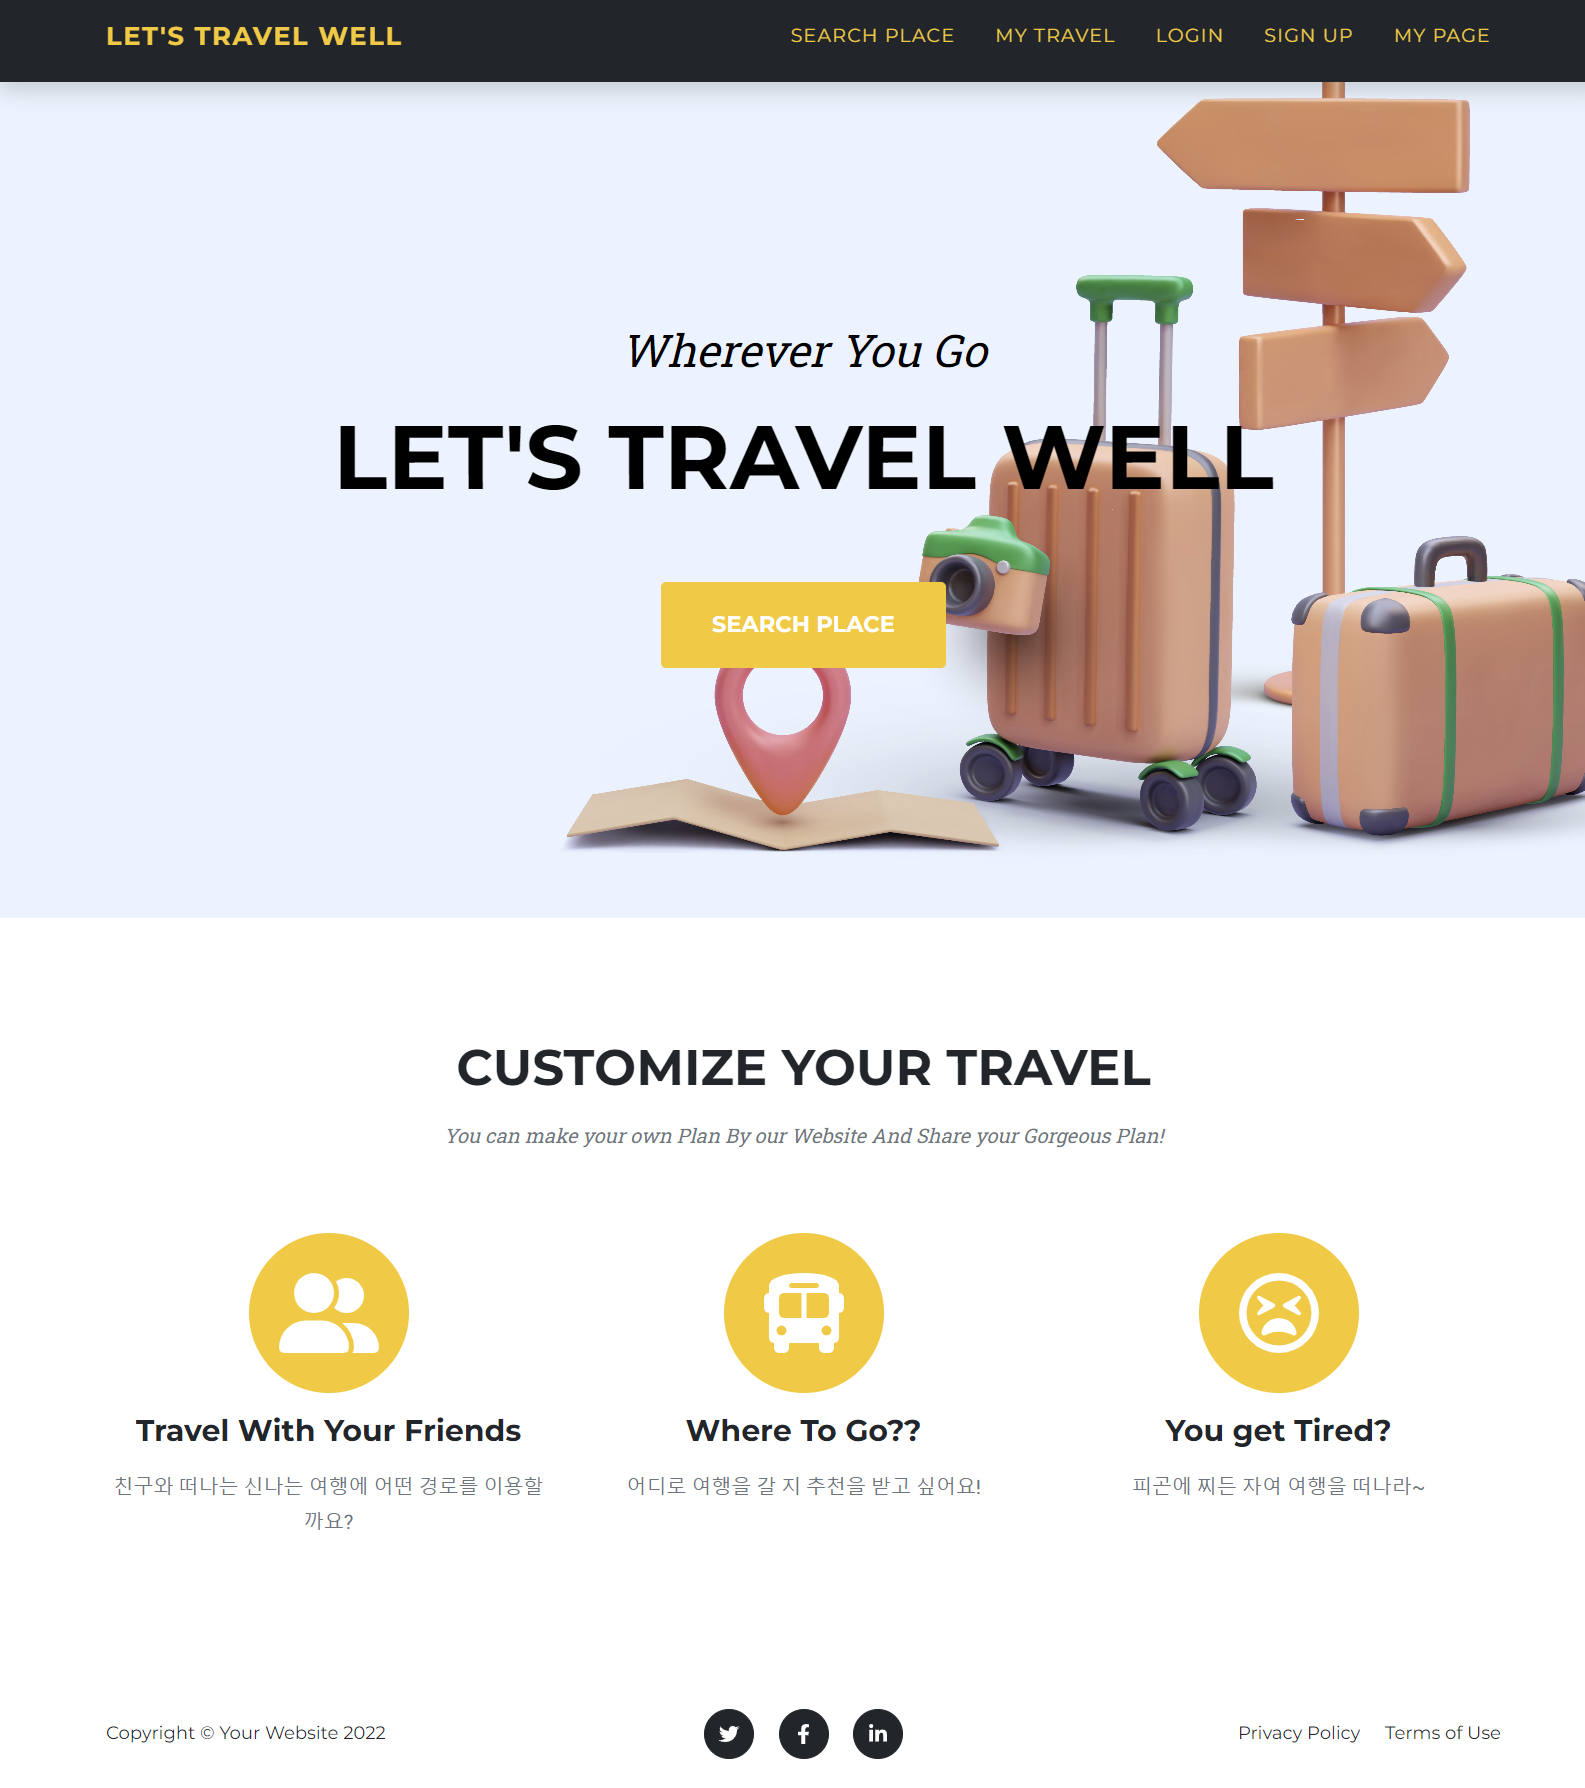 LET'S TRAVEL WELL
SEARCH PLACE MY TRAVEL LOGIN SIGN UP MY PAGE
Wherever You Go
LET'S TRAVEL WELL
SEARCH PLACE
CUSTOMIZE YOUR TRAVEL
You can make your own Plan By our Website And Share your Gorgeous Plan!
Travel With Your Friends
친구와 떠나는 신나는 여행에 어떤 경로를 이용할
까요?
Where To Go??
어디로 여행을 갈 지 추천을 받고 싶어요!
You get Tired?
피곤에 찌든 자여 여행을 떠나라~
Copyright © Your Website 2022
Privacy Policy Terms of Use